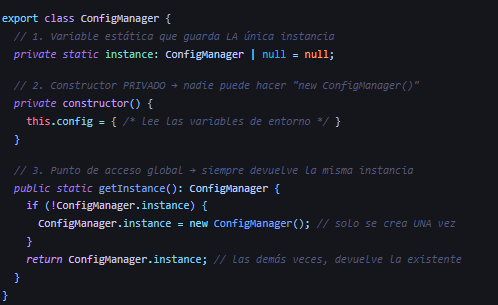 export class ConfigManager {
// 1. Variable estática que guarda LA única instancia
private static instance: ConfigManager | null = null;
// 2. Constructor PRIVADO → nadie puede hacer "new ConfigManager()"
private constructor() {
this.config = { /* lee las variables de entorno */ }
}
// 3. Punto de acceso global → siempre devuelve la misma instancia
public static getInstance(): ConfigManager {
if (!ConfigManager.instance) {
ConfigManager.instance = new ConfigManager(); // solo se crea UNA vez
}
return ConfigManager.instance; // las demás veces, devuelve la existente
}
}